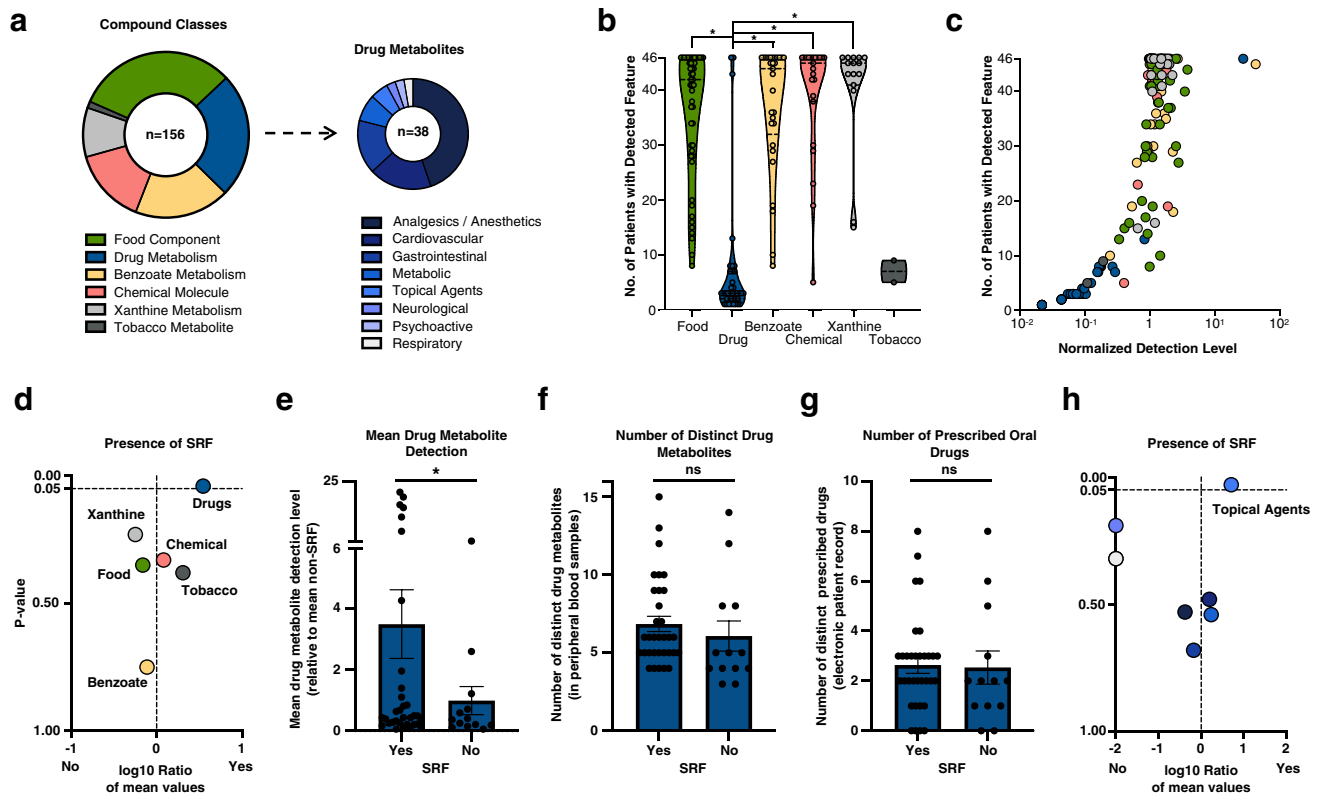 a
Compound Classes
n=156
Food Component
Drug Metabolism
Benzoate Metabolism
Chemical Molecule
Xanthine Metabolism
Tobacco Metabolite
Drug Metabolites
n=38
Analgesics / Anesthetics
Cardiovascular
Gastrointestinal
Metabolic
Topical Agents
Neurological
Psychoactive
Respiratory
b
No. of Patients with Detected Feature
46
40
30
20
10
0
* * * *
Food
Drug
Benzoate
Chemical
Xanthine
Tobacco
c
No. of Patients with Detected Feature
46
40
30
20
10
0
10-2 10-1 1 101 102
Normalized Detection Level
d
Presence of SRF
P-value
0.00
0.05
0.50
1.00
Drugs
Xanthine
Chemical
Food
Tobacco
Benzoate
-1 0 1
No Yes
log10 Ratio
of mean values
e
Mean Drug Metabolite
Detection
*
Mean drug metabolite detection level
(relative to mean non-SRF)
25
6
4
2
0
Yes No
SRF
f
Number of Distinct Drug
Metabolites
ns
Number of distinct drug metabolites
(in peripheral blood samples)
15
10
5
0
Yes No
SRF
g
Number of Prescribed Oral
Drugs
ns
Number of distinct prescribed drugs
(electronic patient record)
10
8
6
4
2
0
Yes No
SRF
h
Presence of SRF
0.00
0.05
0.50
1.00
Topical Agents
-2 -1 0 1 2
No Yes
log10 Ratio
of mean values